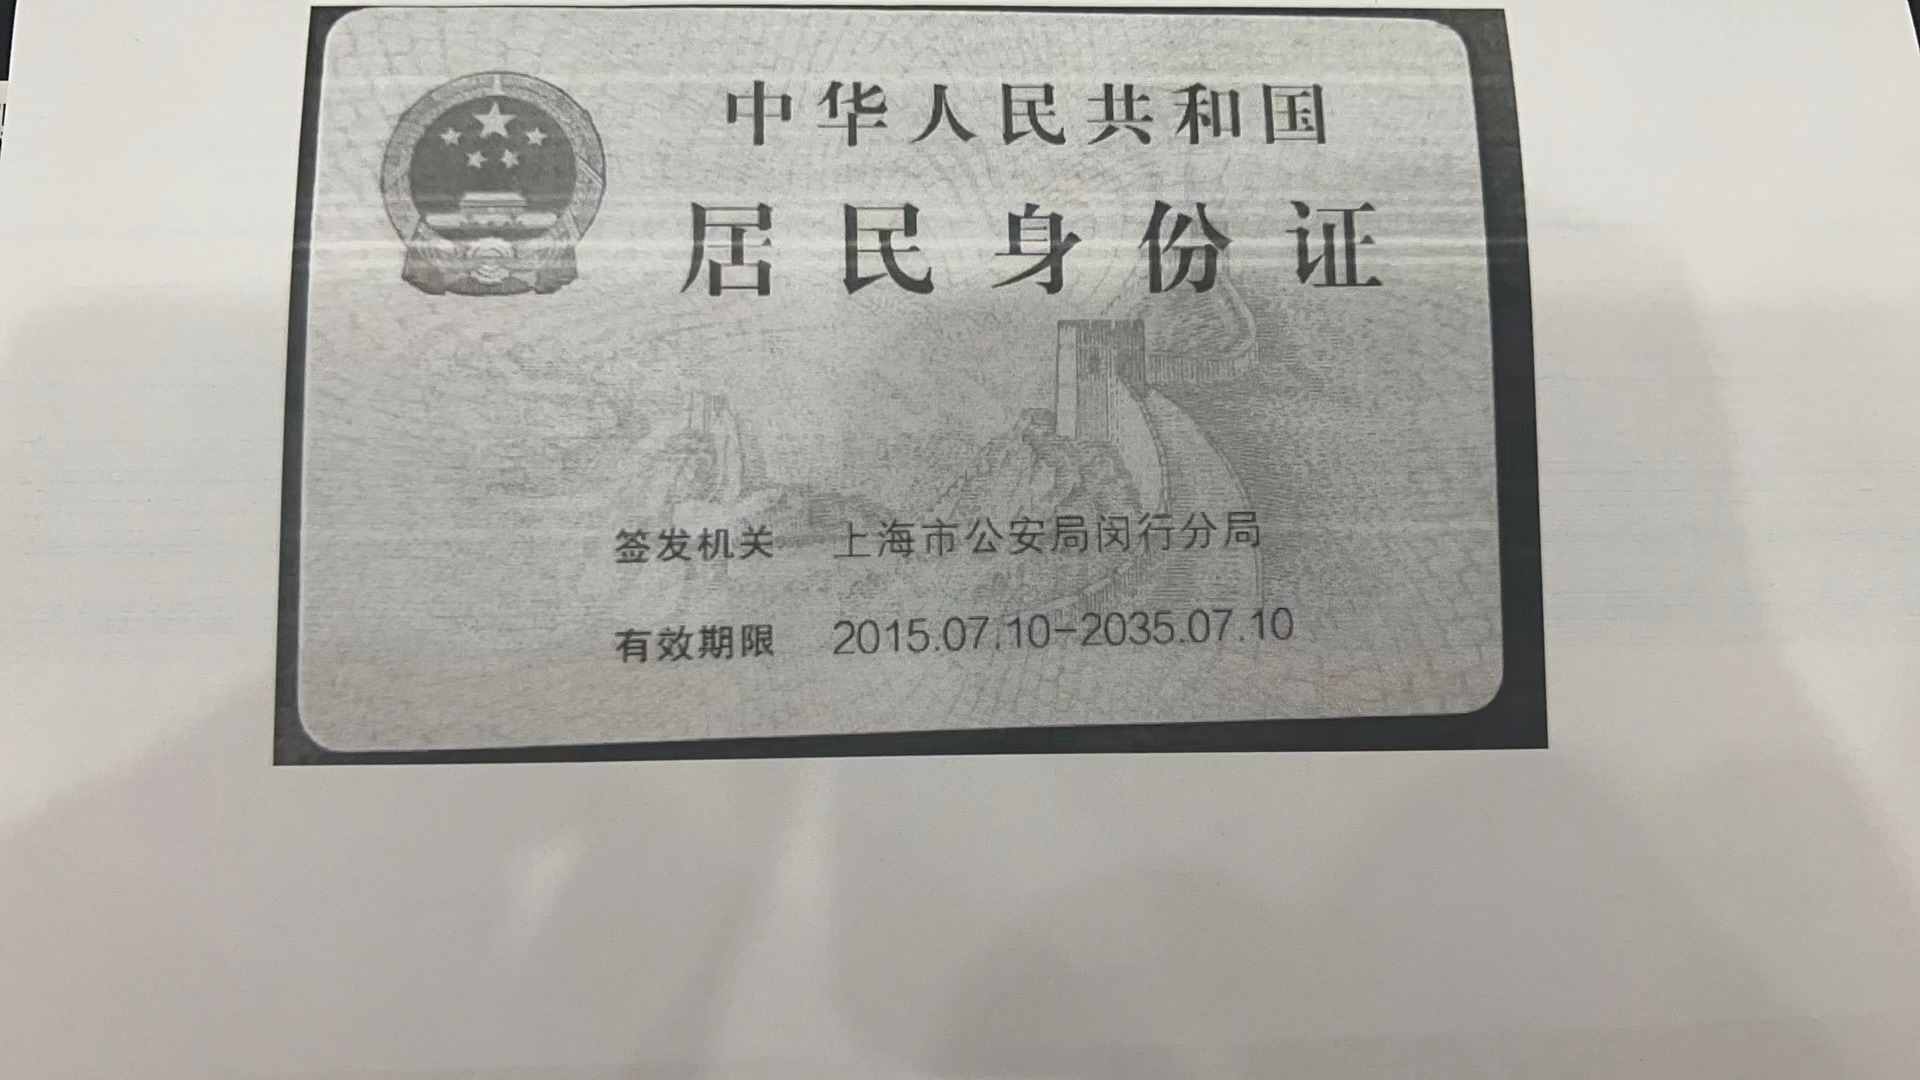 中华人民共和国
居民身份证
签发机关 上海市公安局闵行分局
有效期限 2015.07.10-2035.07.10